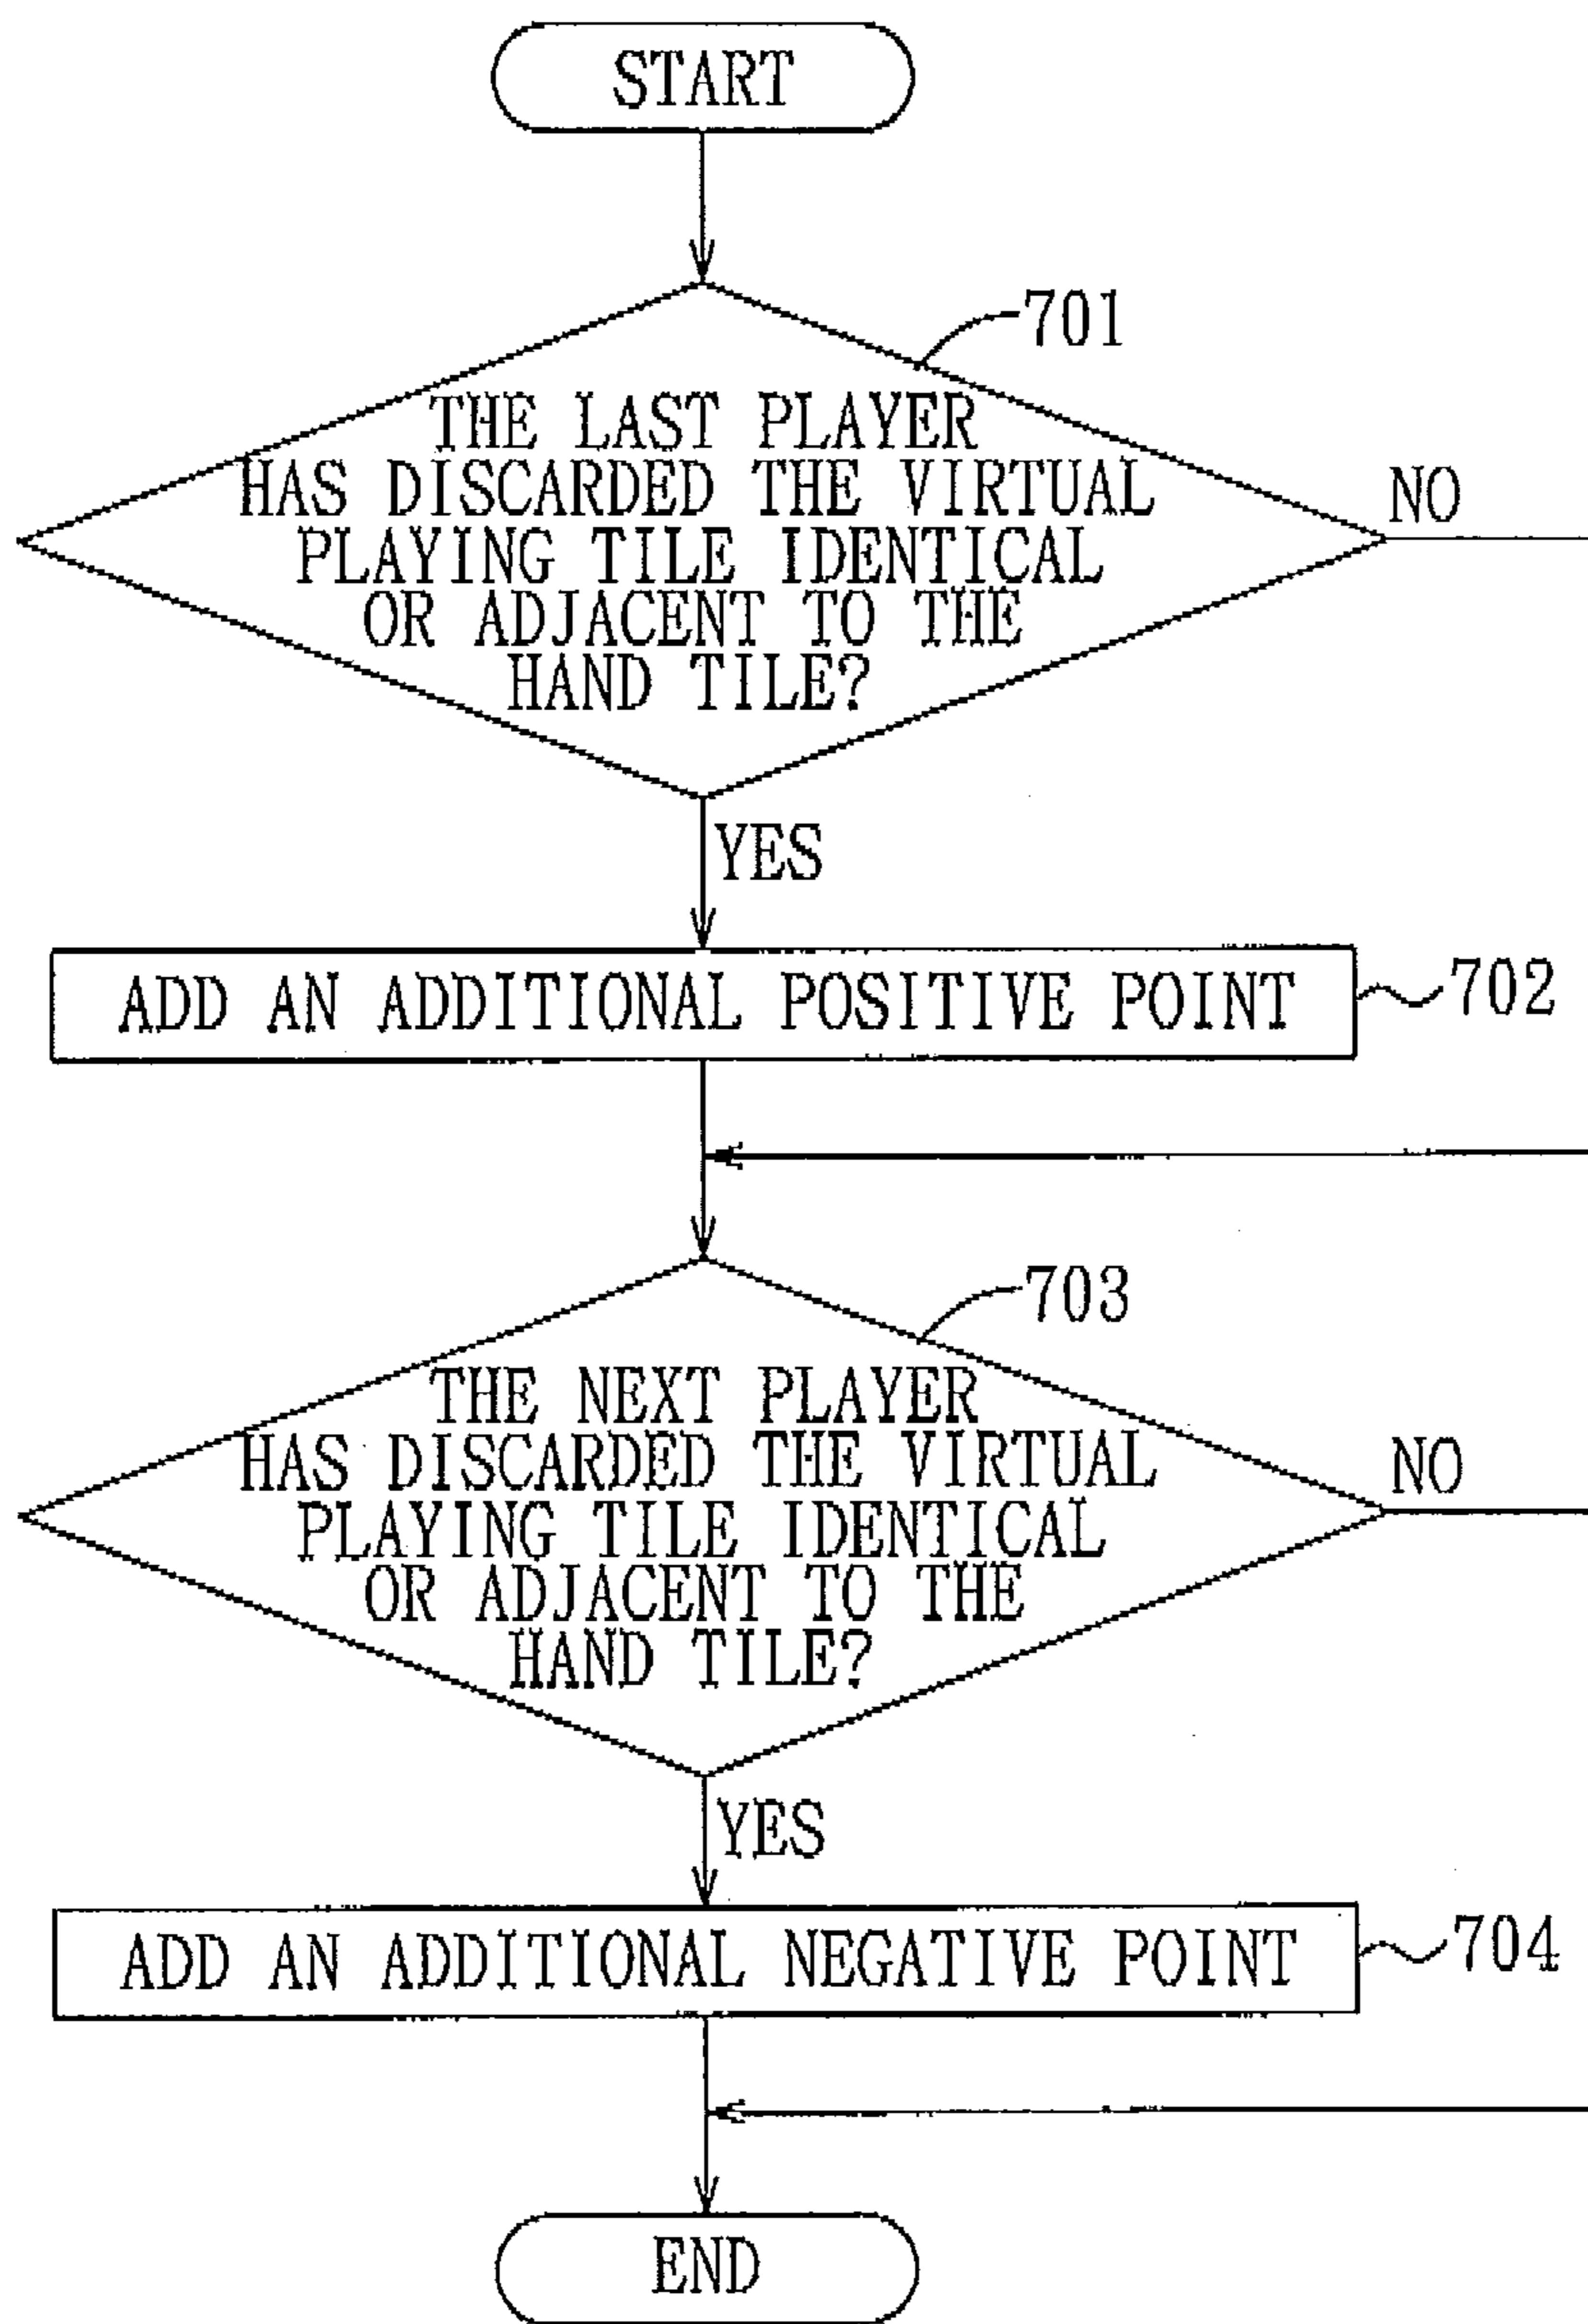 START
701
THE LAST PLAYER
HAS DISCARDED THE VIRTUAL
PLAYING TILE IDENTICAL
OR ADJACENT TO THE
HAND TILE?
NO
YES
ADD AN ADDITIONAL POSITIVE POINT
702
703
THE NEXT PLAYER
HAS DISCARDED THE VIRTUAL
PLAYING TILE IDENTICAL
OR ADJACENT TO THE
HAND TILE?
NO
YES
ADD AN ADDITIONAL NEGATIVE POINT
704
END